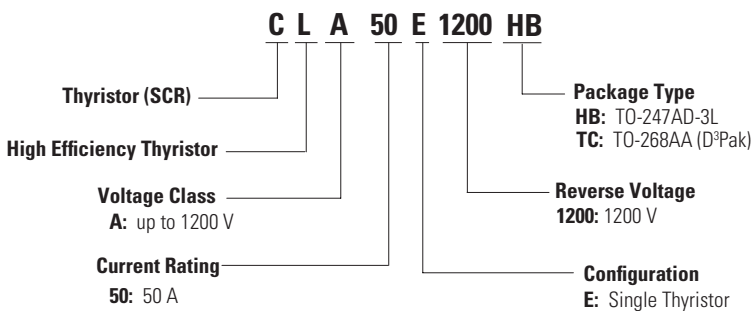 C L A 50 E 1200 HB
Thyristor (SCR)
High Efficiency Thyristor
Voltage Class
A: up to 1200 V
Current Rating
50: 50 A
Package Type
HB: TO-247AD-3L
TC: TO-268AA (D³Pak)
Reverse Voltage
1200: 1200 V
Configuration
E: Single Thyristor